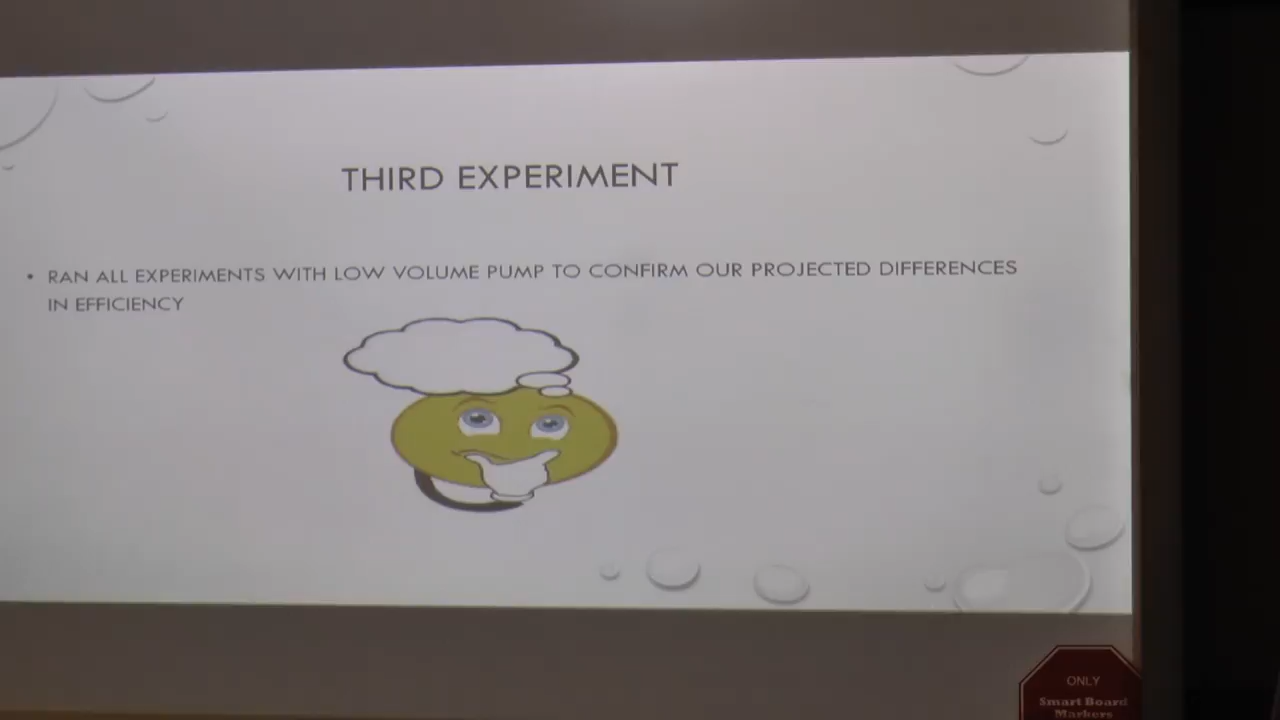 THIRD EXPERIMENT
• RAN ALL EXPERIMENTS WITH LOW VOLUME PUMP TO CONFIRM OUR PROJECTED DIFFERENCES
IN EFFICIENCY
ONLY
Smart Board
Markers